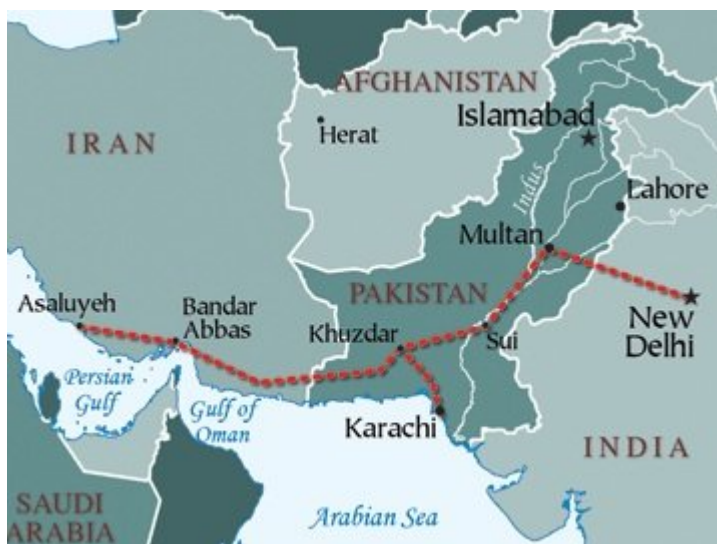 AFGHANISTAN
Islamabad
IRAN
Herat
Indus
Lahore
Multan
PAKISTAN
Asaluyeh
Bandar
Abbas
Khuzdar
Sui
New
Delhi
Persian
Gulf
Gulf of
Oman
Karachi
INDIA
SAUDI
ARABIA
Arabian Sea